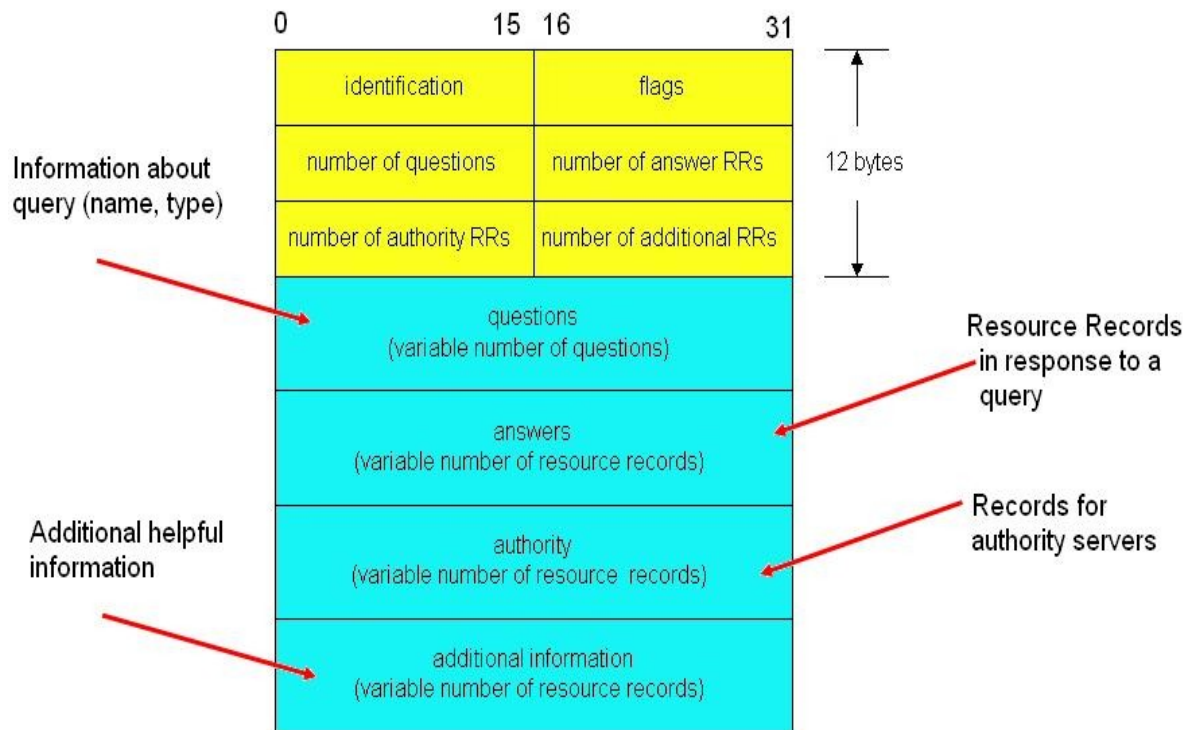 0 15 16 31
identification flags
number of questions number of answer RRs
12 bytes
number of authority RRs number of additional RRs
Information about
query (name, type)
questions
(variable number of questions)
Resource Records
in response to a
query
answers
(variable number of resource records)
Records for
authority servers
authority
(variable number of resource records)
Additional helpful
information
additional information
(variable number of resource records)